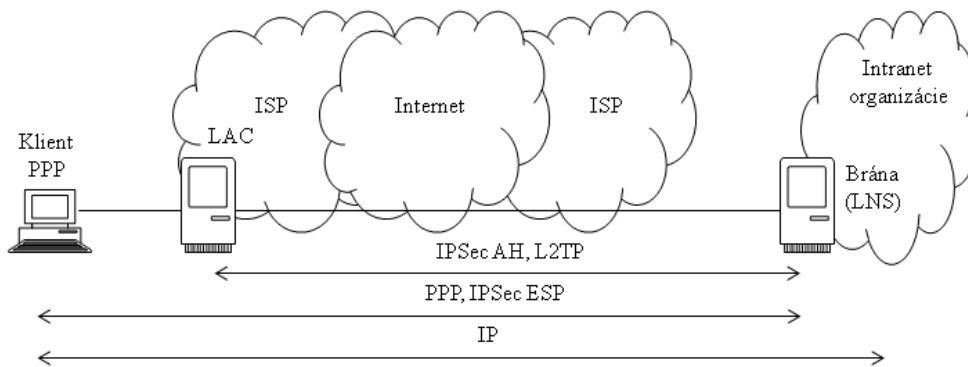 ISP
Internet
ISP
Intranet
organizácie
LAC
Klient
PPP
Brána
(LNS)
IPSec AH, L2TP
PPP, IPSec ESP
IP